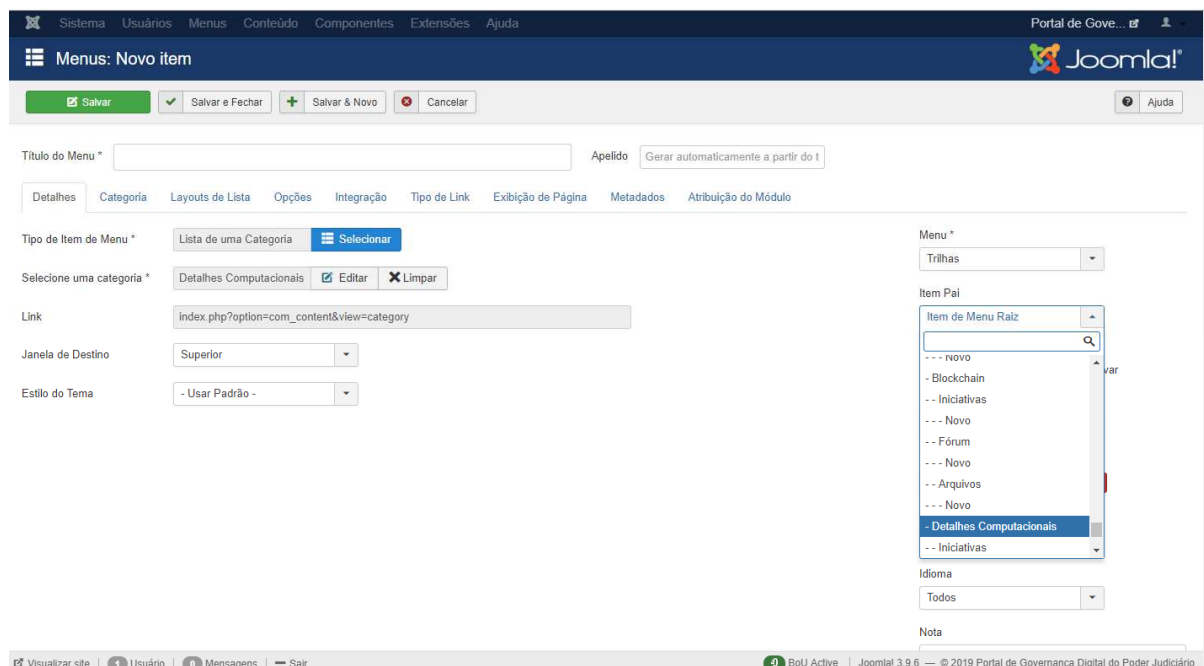 Sistema Usuários Menus Conteúdo Componentes Extensões Ajuda Portal de Gove...
Menus: Novo item Joomla!®
Salvar Salvar e Fechar Salvar & Novo Cancelar Ajuda
Título do Menu * Apelido Gerar automaticamente a partir do t
Detalhes Categoria Layouts de Lista Opções Integração Tipo de Link Exibição de Página Metadados Atribuição do Módulo
Tipo de Item de Menu * Lista de uma Categoria Selecionar
Selecione uma categoria * Detalhes Computacionais Editar Limpar
Link index.php?option=com_content&view=category
Janela de Destino Superior
Estilo do Tema - Usar Padrão -
Menu *
Trilhas
Item Pai
Item de Menu Raiz
- - - Novo
var
- Blockchain
- - Iniciativas
- - - Novo
- - Fórum
- - - Novo
- - Arquivos
- - - Novo
- Detalhes Computacionais
- - Iniciativas
Idioma
Todos
Nota
Visualizar site 1 Usuário 0 Mensagens Sair BoU Active Joomla! 3.9.6 — © 2019 Portal de Governança Digital do Poder Judiciário